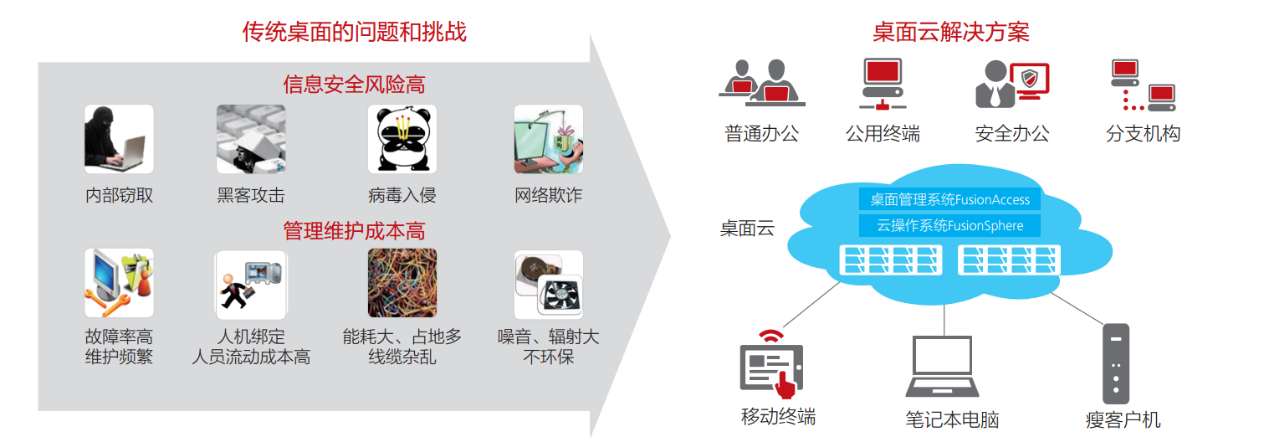 传统桌面的问题和挑战
信息安全风险高
内部窃取
黑客攻击
病毒入侵
网络欺诈
管理维护成本高
故障率高
维护频繁
人机绑定
人员流动成本高
能耗大、占地多
线缆杂乱
噪音、辐射大
不环保
桌面云解决方案
普通办公
公用终端
安全办公
分支机构
桌面云
桌面管理系统FusionAccess
云操作系统FusionSphere
移动终端
笔记本电脑
瘦客户机